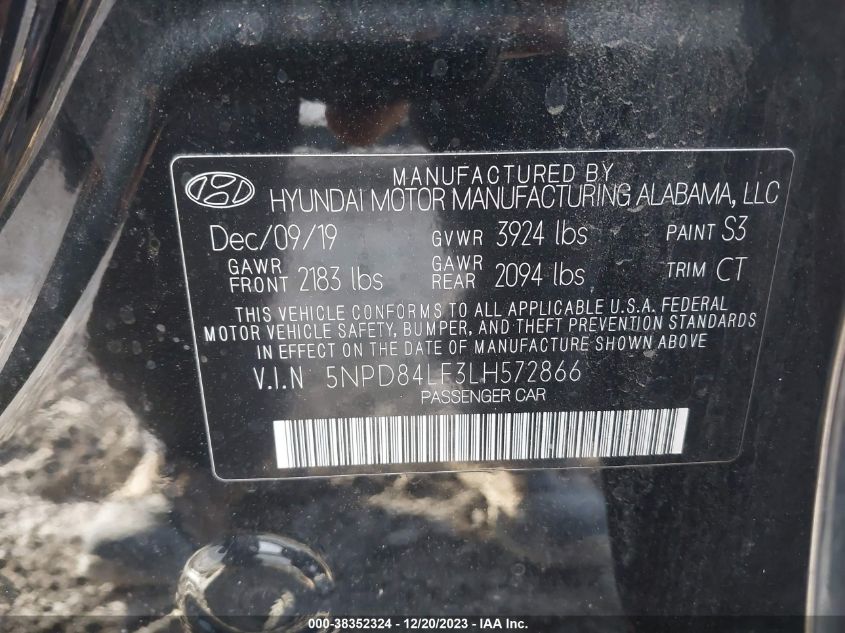 MANUFACTURED BY
HYUNDAI MOTOR MANUFACTURING ALABAMA, LLC
Dec/09/19 GVWR 3924 lbs PAINT S3
GAWR FRONT 2183 lbs GAWR REAR 2094 lbs TRIM CT
THIS VEHICLE CONFORMS TO ALL APPLICABLE U.S.A. FEDERAL
MOTOR VEHICLE SAFETY, BUMPER, AND THEFT PREVENTION STANDARDS
IN EFFECT ON THE DATE OF MANUFACTURE SHOWN ABOVE.
V.I.N 5NPD84LF3LH572866
PASSENGER CAR
000-38352324 - 12/20/2023 - IAA Inc.